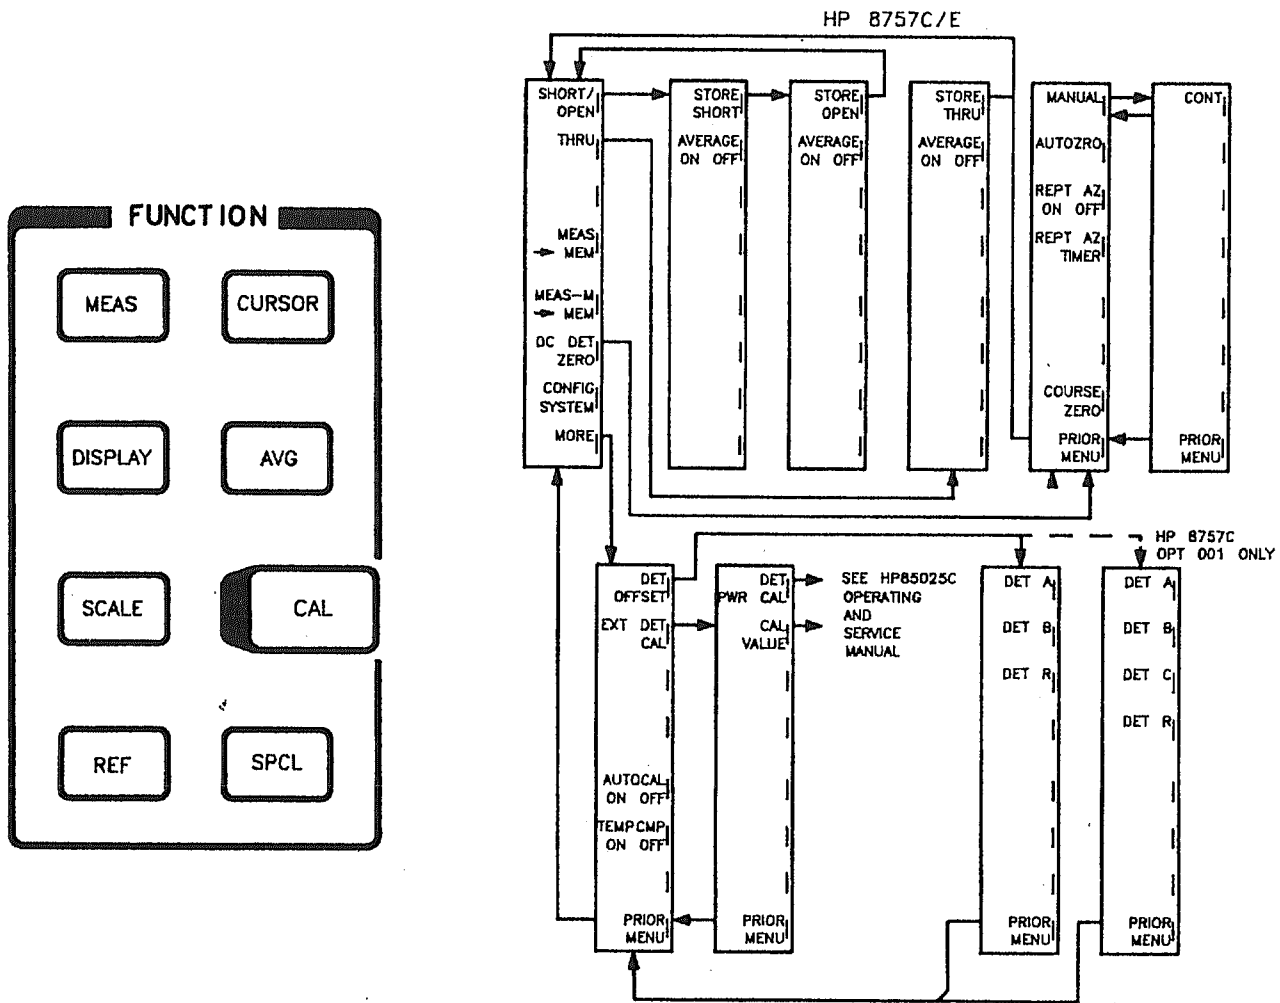 HP 8757C/E
FUNCTION
MEAS
CURSOR
DISPLAY
AVG
SCALE
CAL
REF
SPCL
SHORT/
OPEN
THRU
MEAS
→ MEM
MEAS-M
→ MEM
DC DET
ZERO
CONFIG
SYSTEM
MORE
STORE
SHORT
AVERAGE
ON OFF
STORE
OPEN
AVERAGE
ON OFF
STORE
THRU
AVERAGE
ON OFF
MANUAL
AUTOZRO
REPT AZ
ON OFF
REPT AZ
TIMER
COURSE
ZERO
PRIOR
MENU
CONT
PRIOR
MENU
DET
OFFSET
EXT DET
CAL
AUTOCAL
ON OFF
TEMPCMP
ON OFF
PRIOR
MENU
DET
PWR CAL
CAL
VALUE
PRIOR
MENU
SEE HP85025C
OPERATING
AND
SERVICE
MANUAL
DET A
DET B
DET R
PRIOR
MENU
HP 8757C
OPT 001 ONLY
DET A
DET B
DET C
DET R
PRIOR
MENU